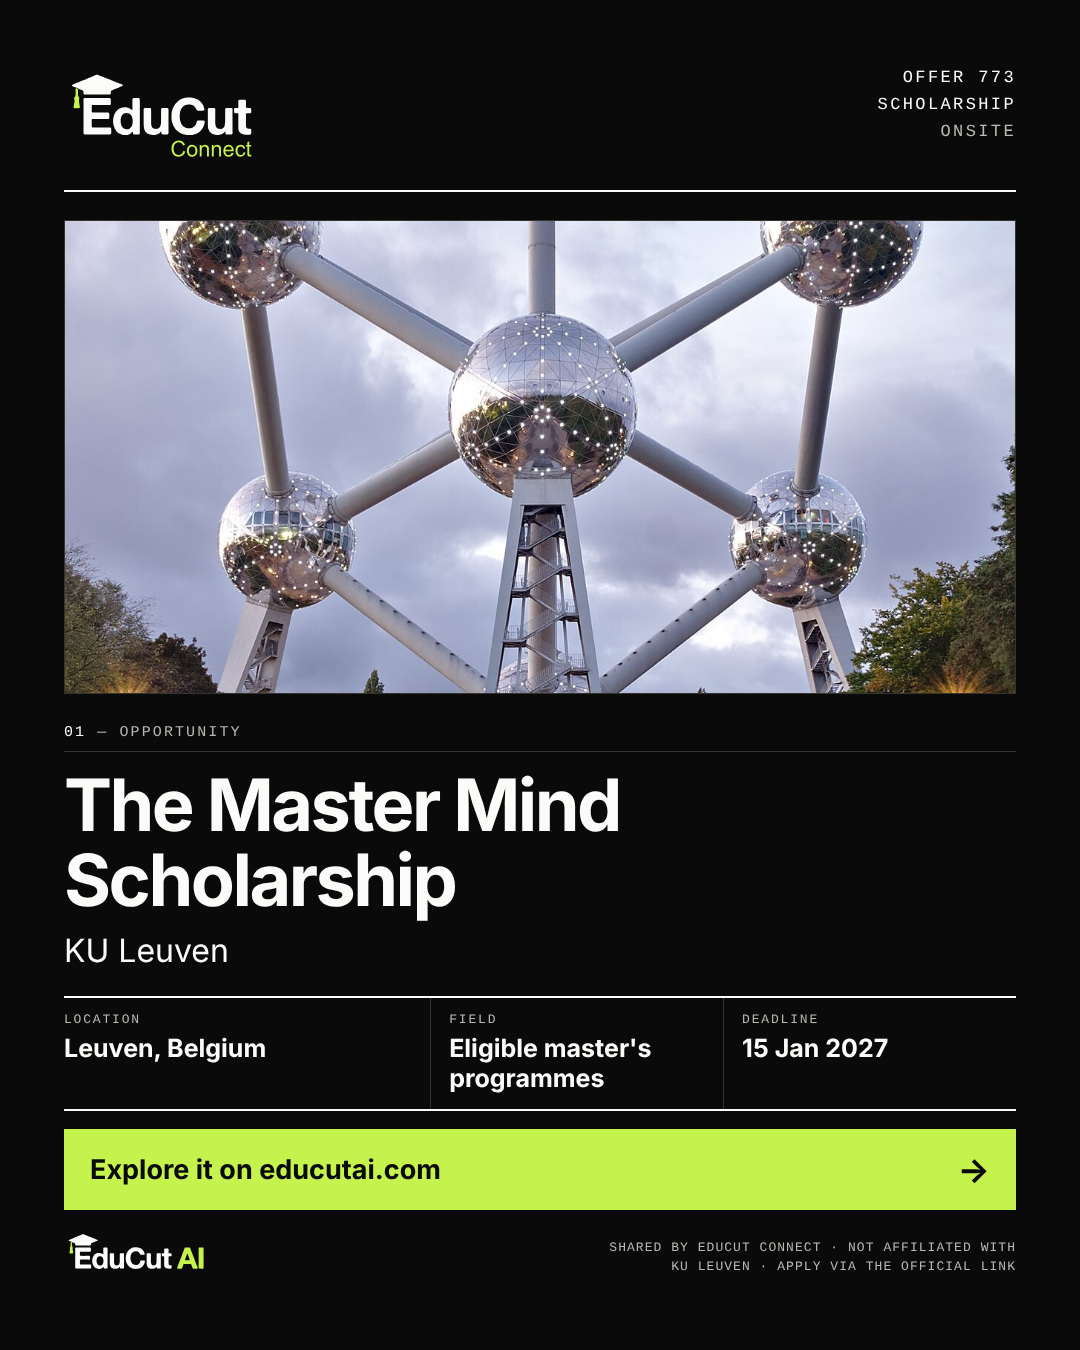 EduCut
Connect
OFFER 773
SCHOLARSHIP
ONSITE
01 — OPPORTUNITY
The Master Mind
Scholarship
KU Leuven
LOCATION
Leuven, Belgium
FIELD
Eligible master's
programmes
DEADLINE
15 Jan 2027
Explore it on educutai.com →
EduCut AI
SHARED BY EDUCUT CONNECT · NOT AFFILIATED WITH
KU LEUVEN · APPLY VIA THE OFFICIAL LINK